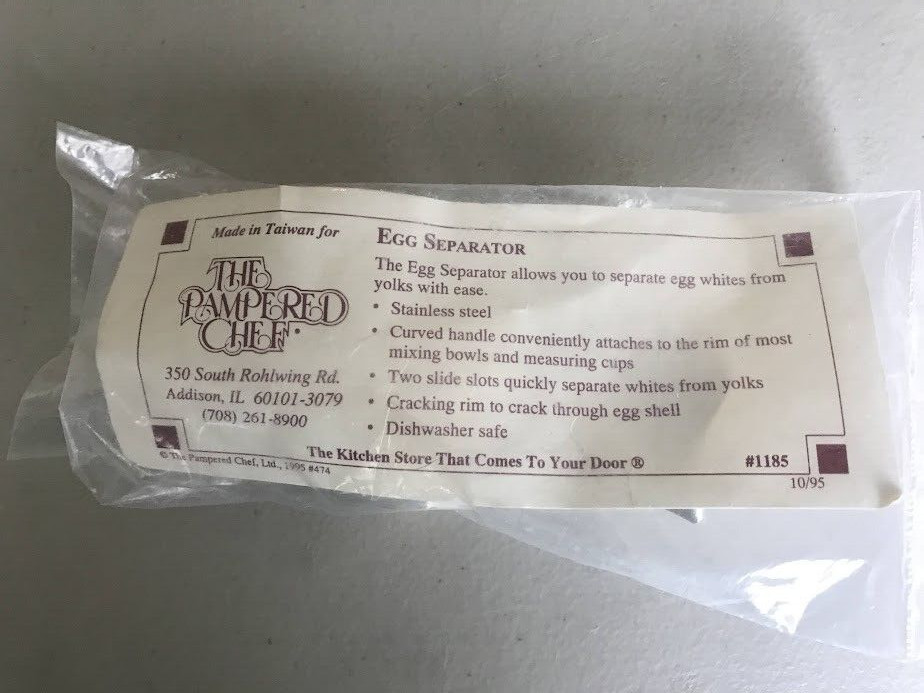 Made in Taiwan for
THE
PAMPERED
CHEF
350 South Rohlwing Rd.
Addison, IL 60101-3079
(708) 261-8900
EGG SEPARATOR
The Egg Separator allows you to separate egg whites from
yolks with ease.
• Stainless steel
• Curved handle conveniently attaches to the rim of most
mixing bowls and measuring cups
• Two slide slots quickly separate whites from yolks
• Cracking rim to crack through egg shell
• Dishwasher safe
The Kitchen Store That Comes To Your Door ®
#1185
© The Pampered Chef, Ltd., 1995 #474
10/95